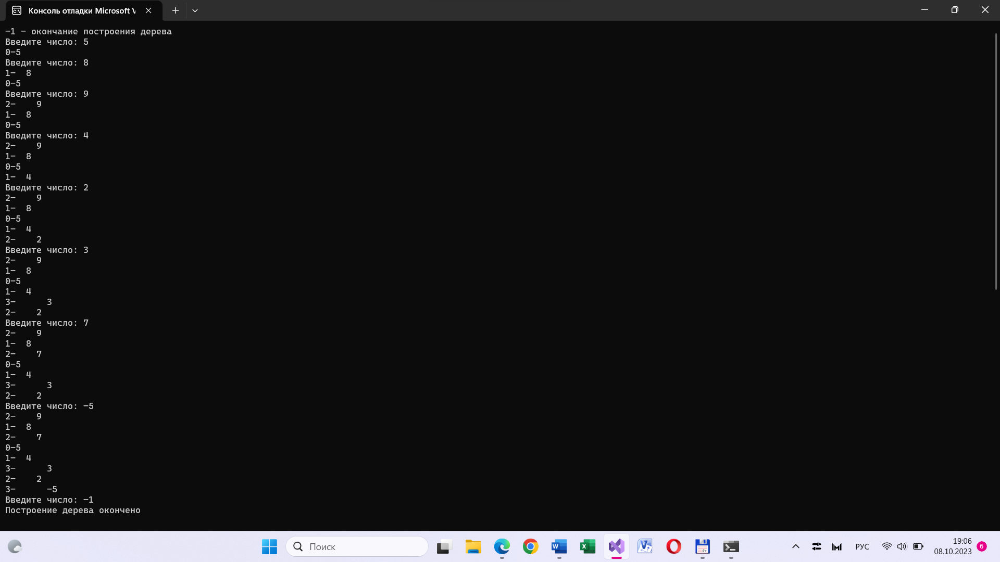 Консоль отладки Microsoft V
-1 - окончание построения дерева
Введите число: 5
0-5
Введите число: 8
1-  8
0-5
Введите число: 9
2-    9
1-  8
0-5
Введите число: 4
2-    9
1-  8
0-5
1-  4
Введите число: 2
2-    9
1-  8
0-5
1-  4
2-    2
Введите число: 3
2-    9
1-  8
0-5
1-  4
3-      3
2-    2
Введите число: 7
2-    9
1-  8
2-    7
0-5
1-  4
3-      3
2-    2
Введите число: -5
2-    9
1-  8
2-    7
0-5
1-  4
3-      3
2-    2
3-      -5
Введите число: -1
Построение дерева окончено
Поиск
РУС
19:06
08.10.2023
6